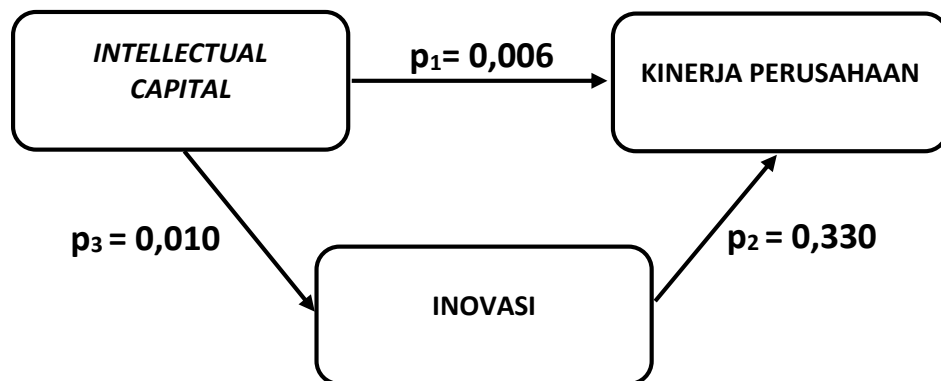 INTELLECTUAL
CAPITAL
p₁= 0,006
KINERJA PERUSAHAAN
p₃ = 0,010
p₂ = 0,330
INOVASI